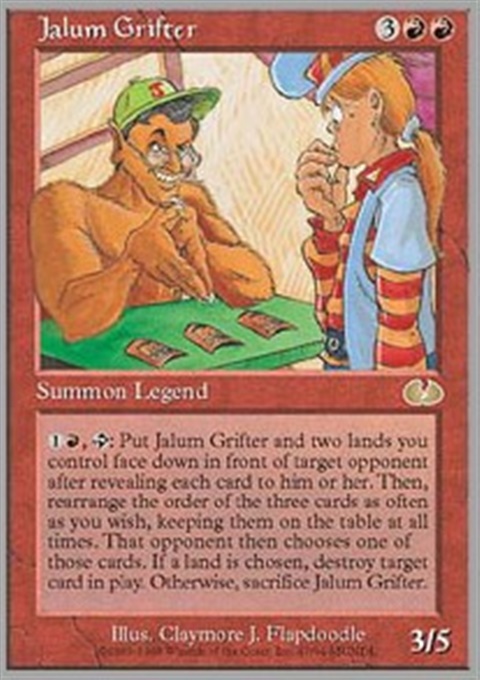 Jalum Grifter 3
J
Summon Legend
1 , : Put Jalum Grifter and two lands you
control face down in front of target opponent
after revealing each card to him or her. Then,
rearrange the order of the three cards as often
as you wish, keeping them on the table at all
times. That opponent then chooses one of
those cards. If a land is chosen, destroy target
card in play. Otherwise, sacrifice Jalum Grifter.
Illus. Claymore J. Flapdoodle
3/5